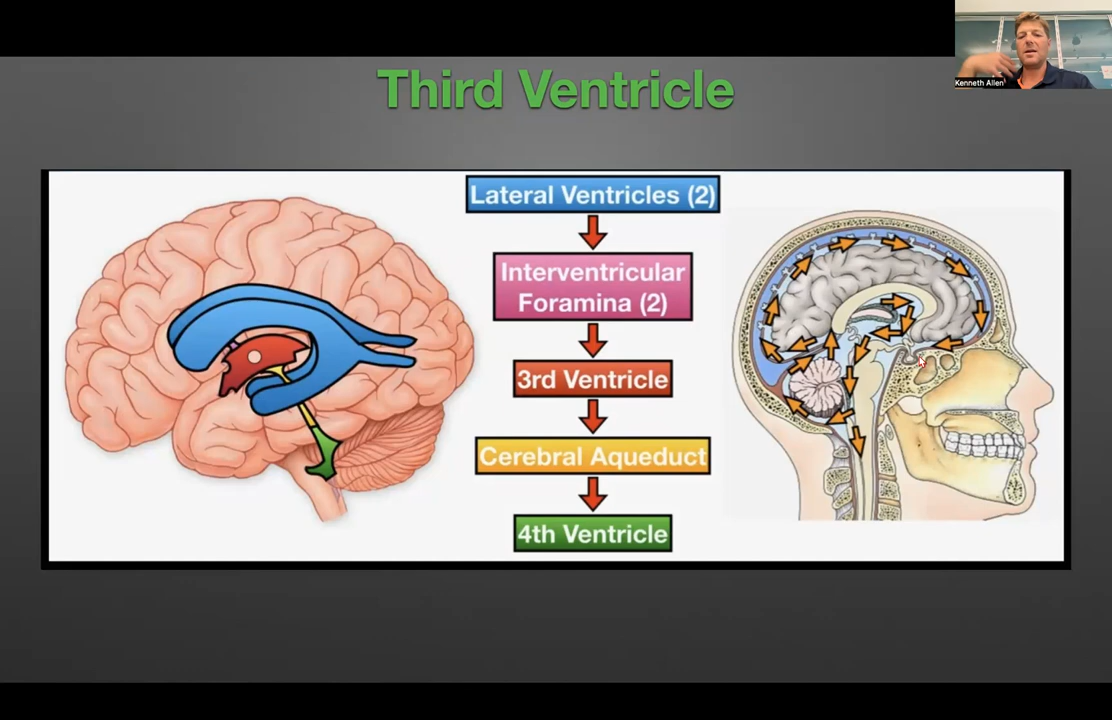 Kenneth Allen
Third Ventricle
Lateral Ventricles (2)
Interventricular
Foramina (2)
3rd Ventricle
Cerebral Aqueduct
4th Ventricle